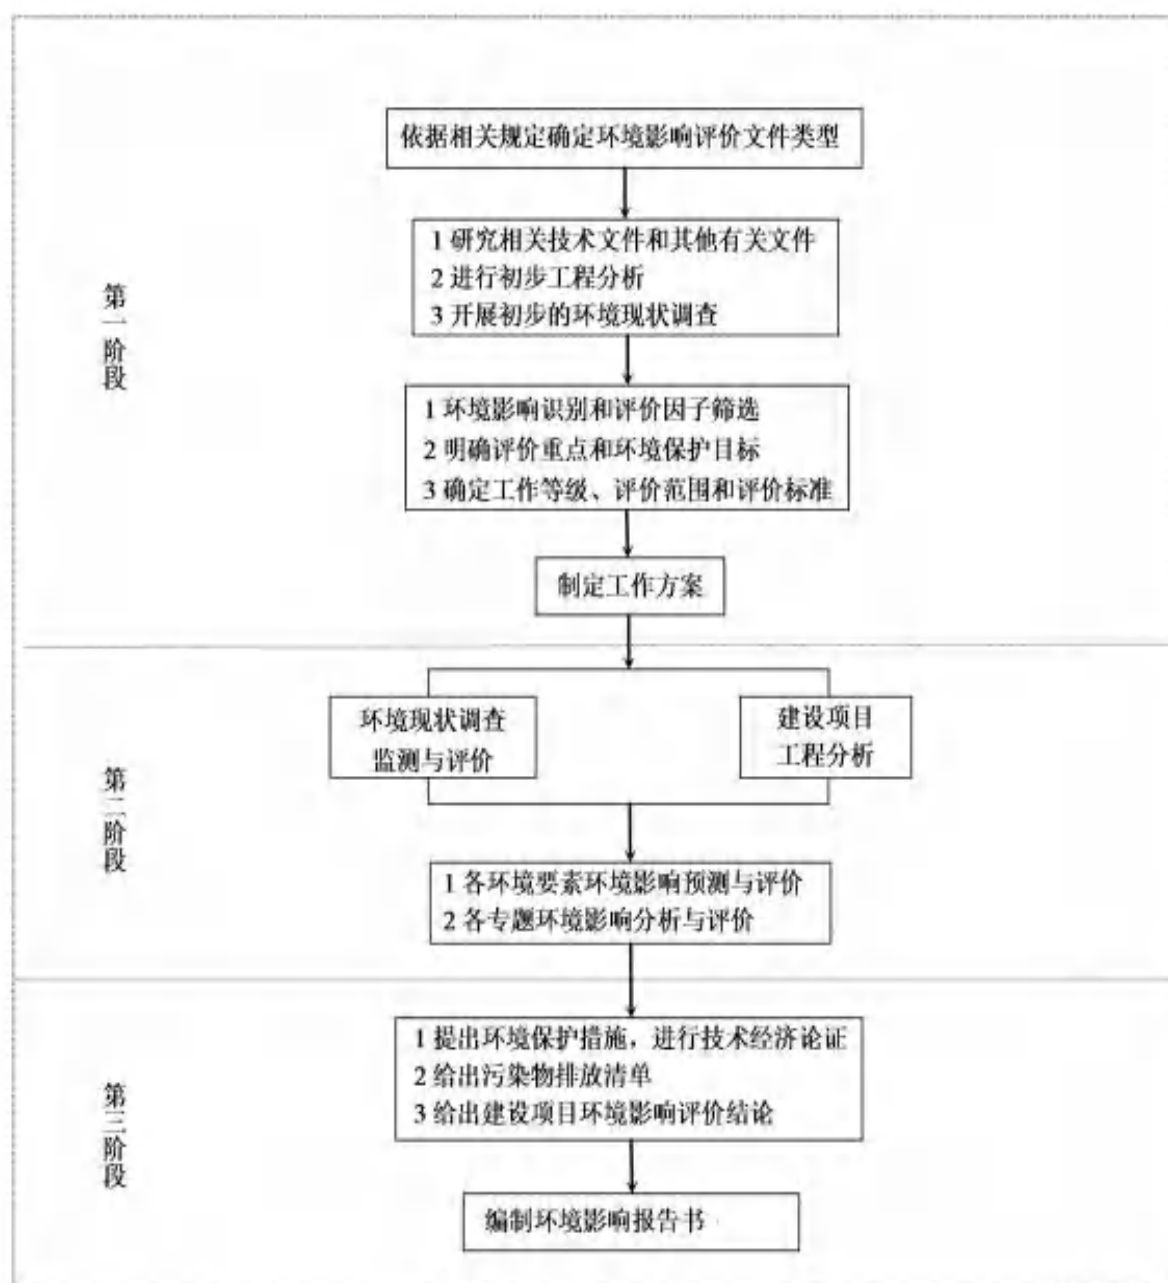 依据相关规定确定环境影响评价文件类型
1 研究相关技术文件和其他有关文件
2 进行初步工程分析
3 开展初步的环境现状调查
第一阶段
1 环境影响识别和评价因子筛选
2 明确评价重点和环境保护目标
3 确定工作等级、评价范围和评价标准
制定工作方案
环境现状调查
监测与评价
建设项目
工程分析
第二阶段
1 各环境要素环境影响预测与评价
2 各专题环境影响分析与评价
1 提出环境保护措施，进行技术经济论证
2 给出污染物排放清单
3 给出建设项目环境影响评价结论
第三阶段
编制环境影响报告书